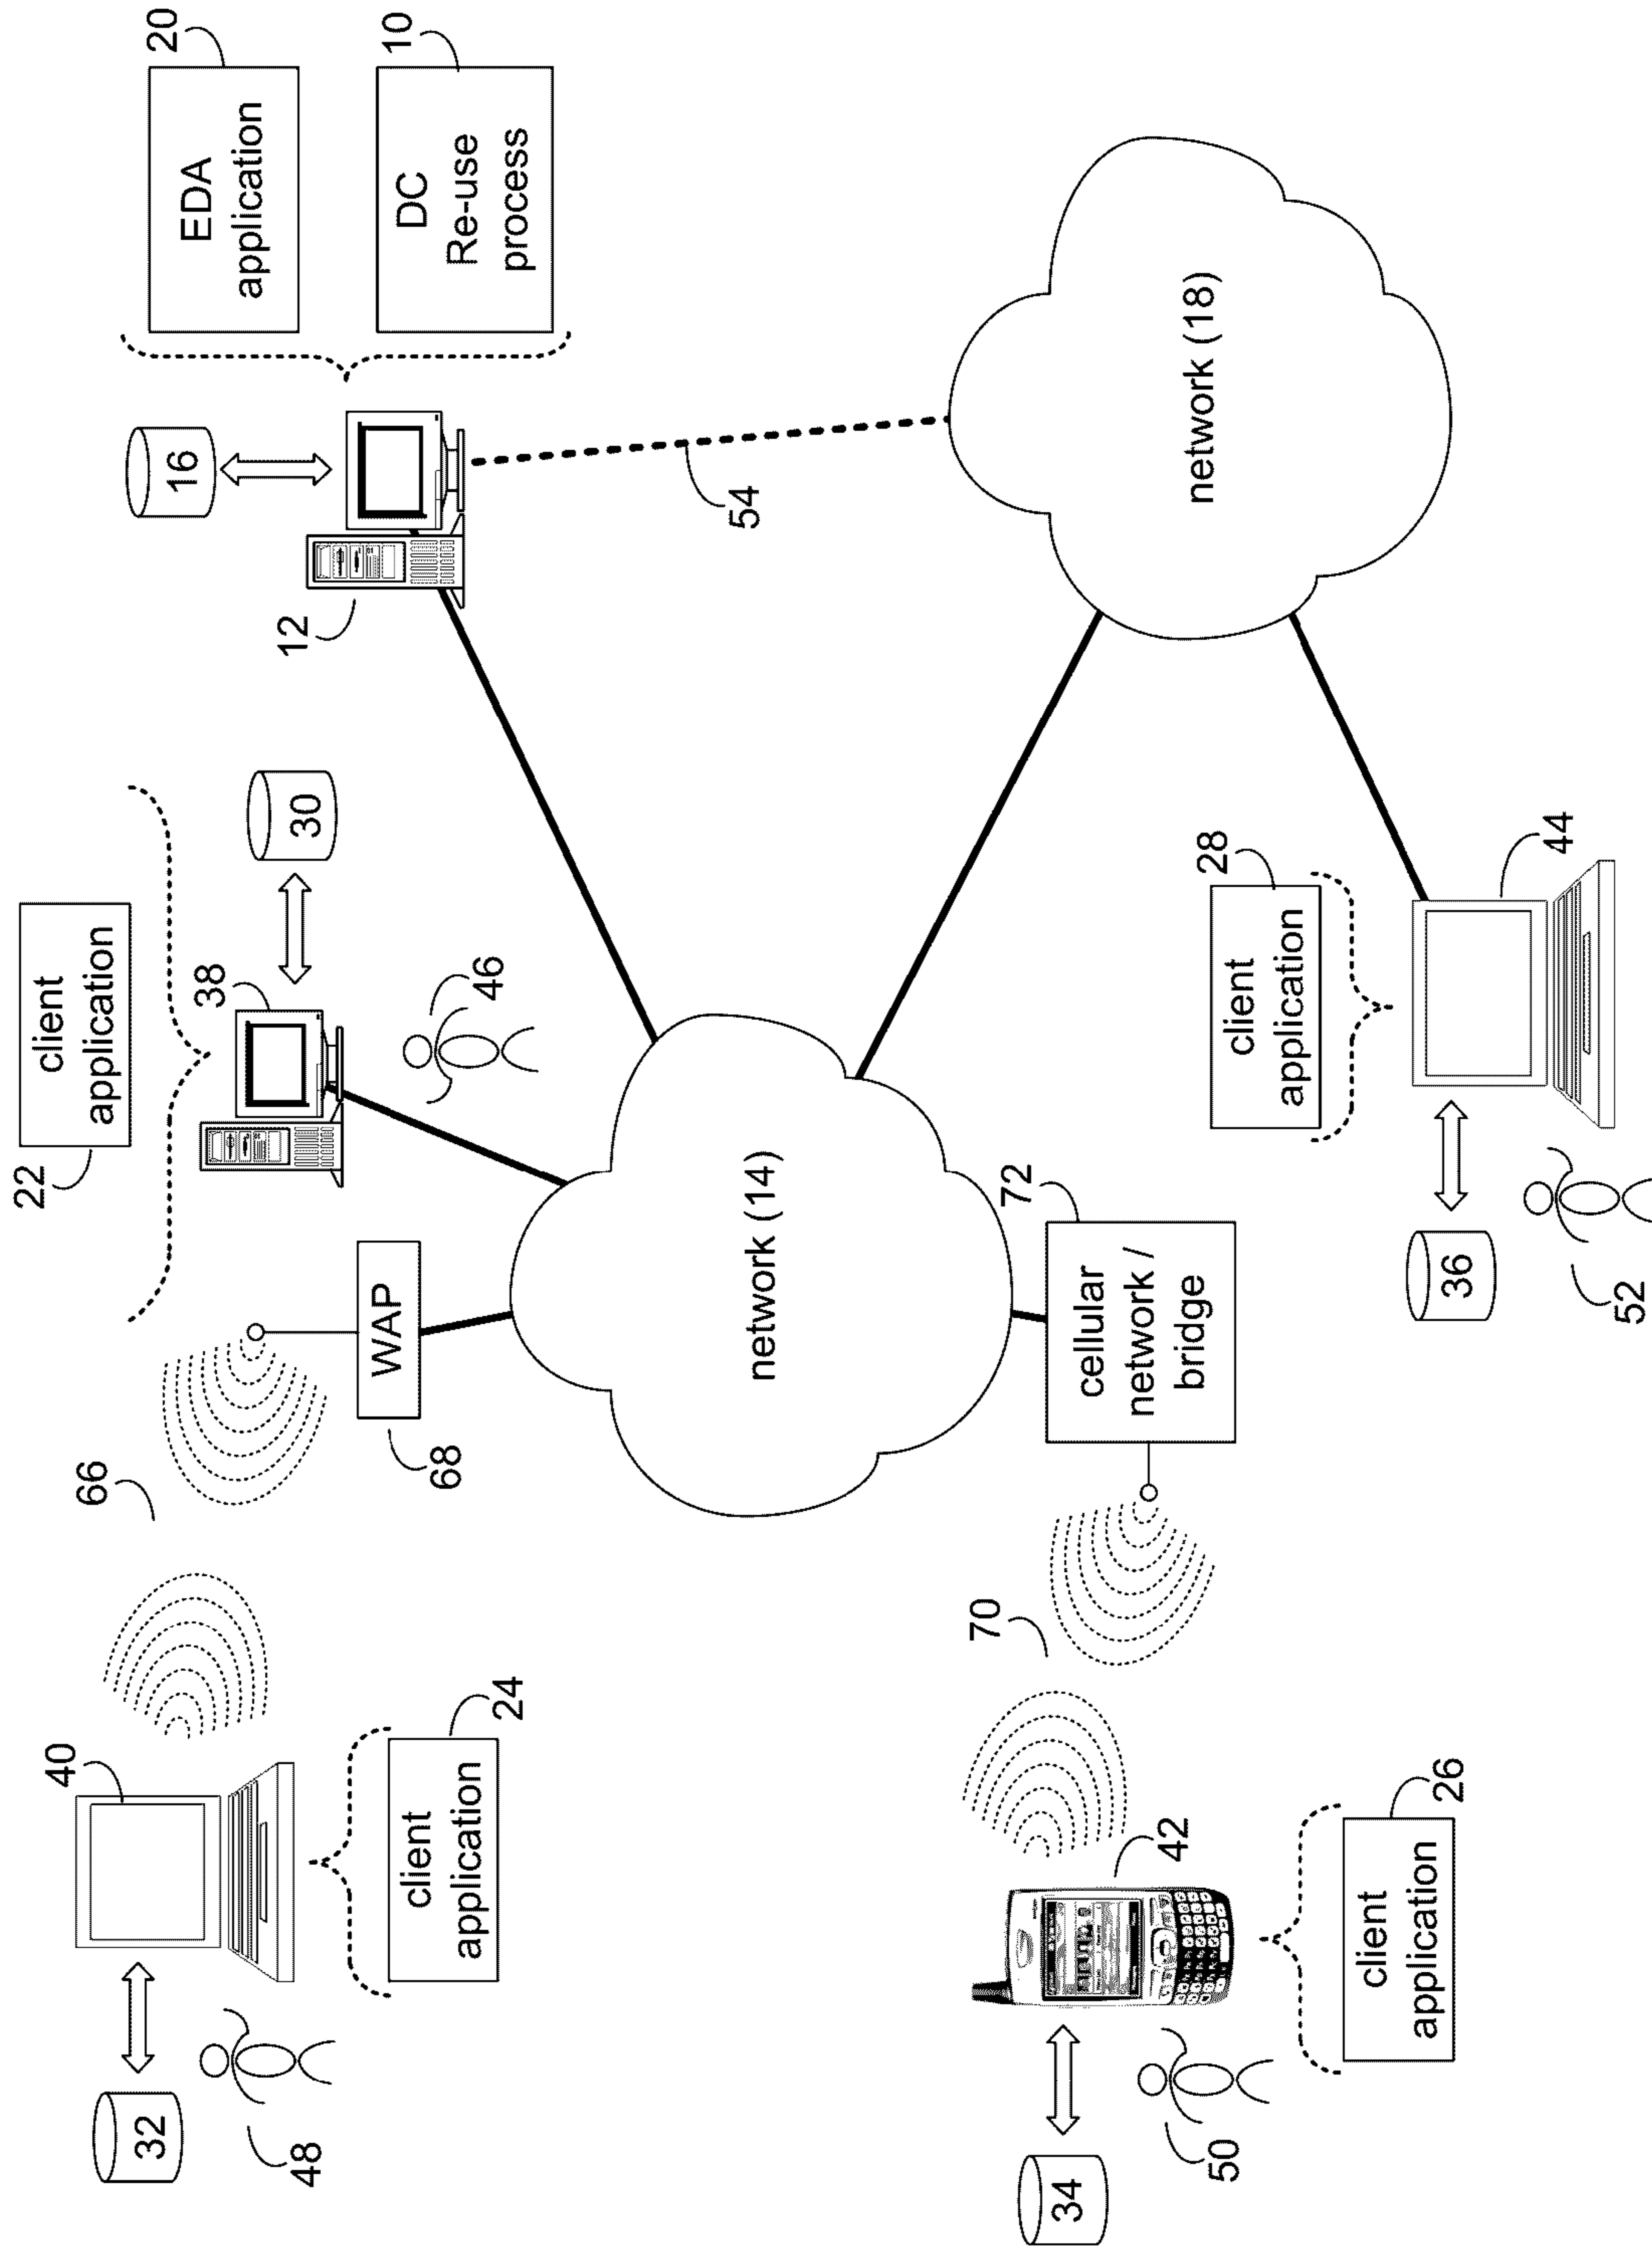 22
client
application
20
EDA
application
40
66
16
32
38
30
12
48
10
DC
Re-use
process
WAP
68
46
client
application
24
54
network (14)
70
72
cellular
network /
bridge
34
42
50
network (18)
28
client
application
client
application
26
36
44
52